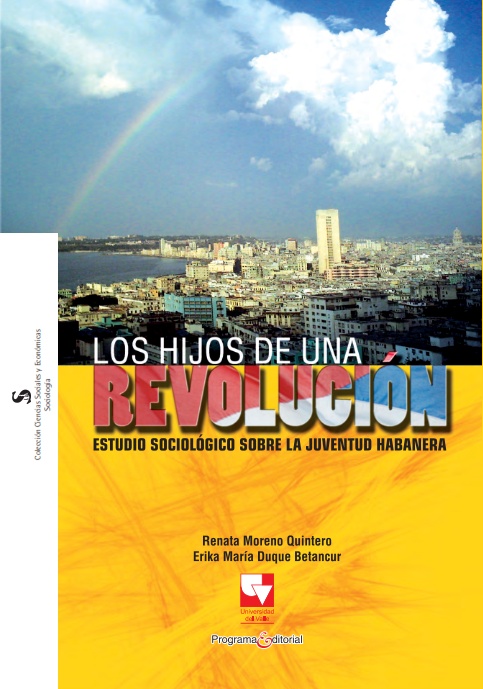 LOS HIJOS DE UNA
REVOLUCIÓN
ESTUDIO SOCIOLÓGICO SOBRE LA JUVENTUD HABANERA
Colección Ciencias Sociales y Económicas
Sociología
Renata Moreno Quintero
Erika María Duque Betancur
Universidad
del Valle
Programa Editorial